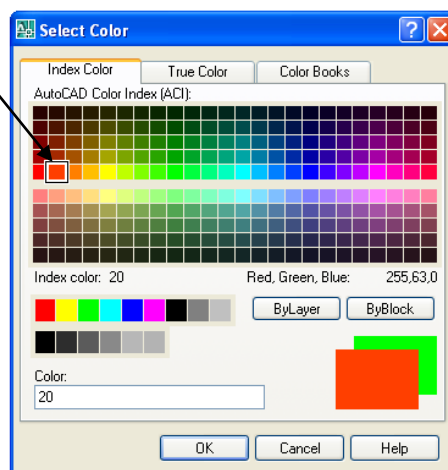 Select Color
Index Color True Color Color Books
AutoCAD Color Index (ACI):
Index color: 20 Red, Green, Blue: 255,63,0
ByLayer ByBlock
Color:
20
OK Cancel Help